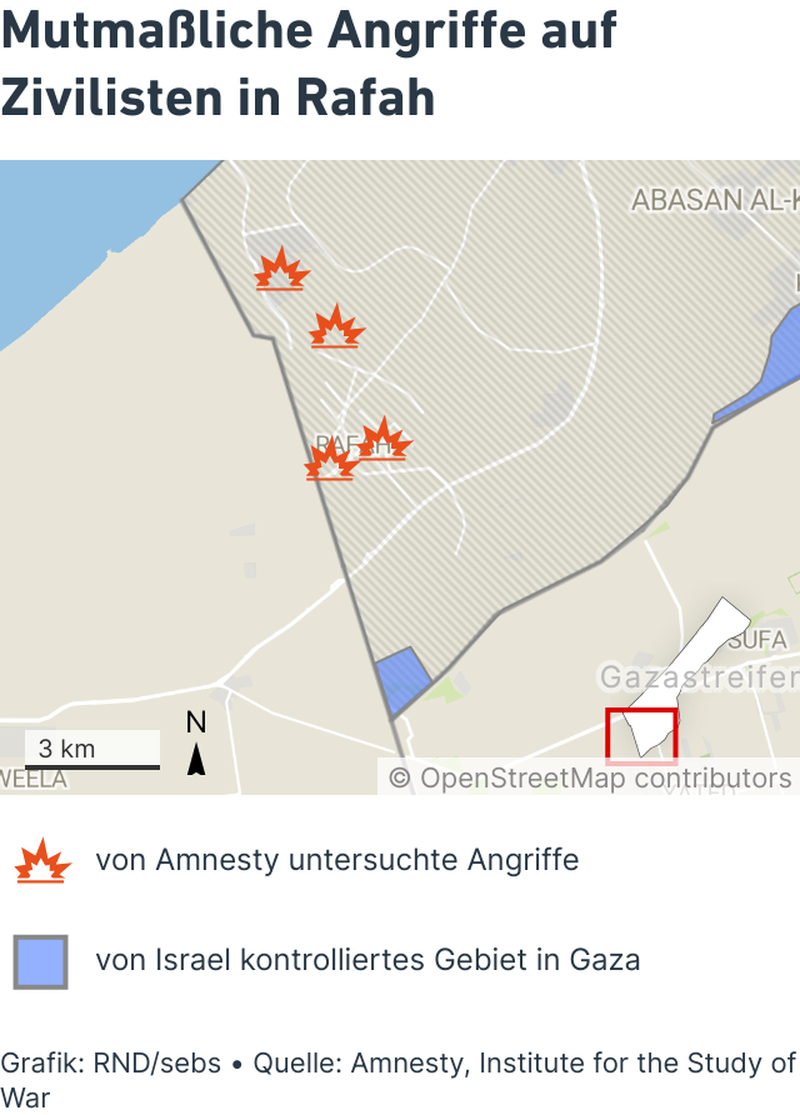 Mutmaßliche Angriffe auf
Zivilisten in Rafah
ABASAN AL-K
RAFAH
SUFA
Gazastreifen
N
3 km
WEELA
© OpenStreetMap contributors
von Amnesty untersuchte Angriffe
von Israel kontrolliertes Gebiet in Gaza
Grafik: RND/sebs • Quelle: Amnesty, Institute for the Study of
War